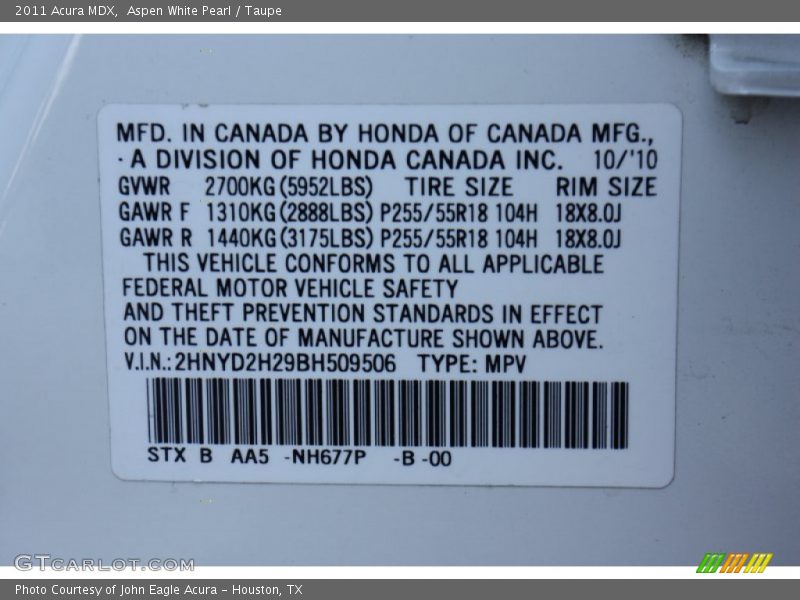 2011 Acura MDX, Aspen White Pearl / Taupe
MFD. IN CANADA BY HONDA OF CANADA MFG.,
· A DIVISION OF HONDA CANADA INC. 10/'10
GVWR 2700KG(5952LBS) TIRE SIZE RIM SIZE
GAWR F 1310KG(2888LBS) P255/55R18 104H 18X8.0J
GAWR R 1440KG(3175LBS) P255/55R18 104H 18X8.0J
THIS VEHICLE CONFORMS TO ALL APPLICABLE
FEDERAL MOTOR VEHICLE SAFETY
AND THEFT PREVENTION STANDARDS IN EFFECT
ON THE DATE OF MANUFACTURE SHOWN ABOVE.
V.I.N.:2HNYD2H29BH509506 TYPE: MPV
STX B AA5 -NH677P -B -00
GTCARLOT.COM
Photo Courtesy of John Eagle Acura - Houston, TX